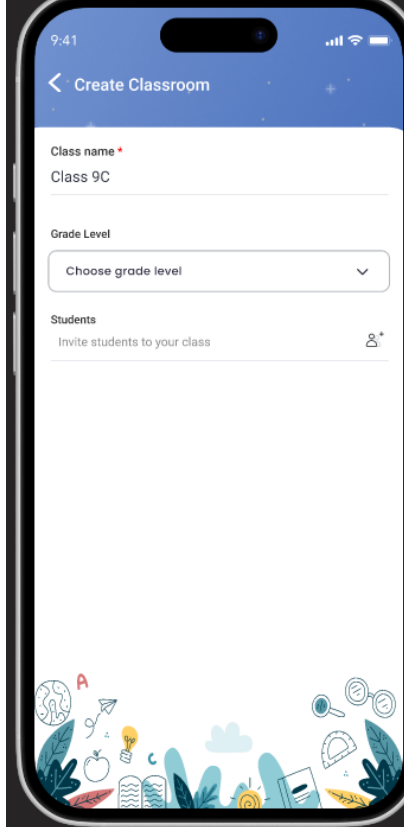 9:41
Create Classroom
Class name *
Class 9C
Grade Level
Choose grade level
Students
Invite students to your class
A
C